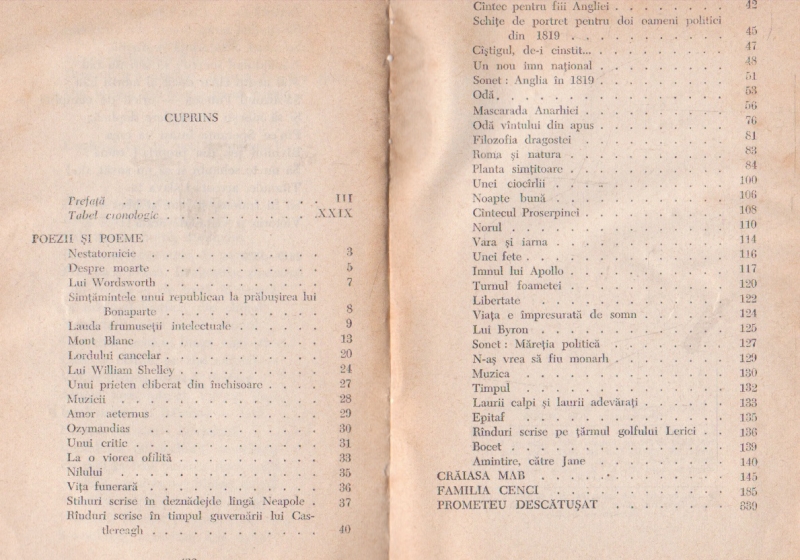 CUPRINS
Prefață . . . . . . . . . . . . . III
Tabel cronologic . . . . . . . . . . XXIX
POEZII ȘI POEME
Nestatornicie . . . . . . . . . . . 3
Despre moarte . . . . . . . . . . . 5
Lui Wordsworth . . . . . . . . . . . 7
Simțămintele unui republican la prăbușirea lui
Bonaparte . . . . . . . . . . . 8
Lauda frumuseții intelectuale . . . . . . 9
Mont Blanc . . . . . . . . . . . 13
Lordului cancelar . . . . . . . . . . 20
Lui William Shelley . . . . . . . . . . 24
Unui prieten eliberat din închisoare . . . . 27
Muzicii . . . . . . . . . . . . 28
Amor aeternus . . . . . . . . . . 29
Ozymandias . . . . . . . . . . . 30
Unui critic . . . . . . . . . . . 31
La o viorea ofilită . . . . . . . . . 33
Nilului . . . . . . . . . . . . 35
Vița funerară . . . . . . . . . . . 36
Stihuri scrise în deznădejde lîngă Neapole . 37
Rînduri scrise în timpul guvernării lui Cas-
tlereagh . . . . . . . . . . . 40
Cîntec pentru fiii Angliei . . . . . . . 42
Schițe de portret pentru doi oameni politici
din 1819 . . . . . . . . . . . 45
Cîștigul, de-i cinstit... . . . . . . . . 47
Un nou imn național . . . . . . . . 48
Sonet : Anglia în 1819 . . . . . . . . 51
Odă . . . . . . . . . . . . . 53
Mascarada Anarhiei . . . . . . . . . 56
Odă vîntului din apus . . . . . . . . 76
Filozofia dragostei . . . . . . . . . 81
Roma și natura . . . . . . . . . . 83
Planta simțitoare . . . . . . . . . . 84
Unei ciocîrlii . . . . . . . . . . . 100
Noapte bună . . . . . . . . . . . 106
Cîntecul Proserpinei . . . . . . . . . 108
Norul . . . . . . . . . . . . . 110
Vara și iarna . . . . . . . . . . . 114
Unei fete . . . . . . . . . . . . 116
Imnul lui Apollo . . . . . . . . . . 117
Turnul foametei . . . . . . . . . . 120
Libertate . . . . . . . . . . . . 122
Viața e împresurată de somn . . . . . . 124
Lui Byron . . . . . . . . . . . . 125
Sonet : Măreția politică . . . . . . . . 127
N-aș vrea să fiu monarh . . . . . . . 129
Muzica . . . . . . . . . . . . 130
Timpul . . . . . . . . . . . . 132
Laurii calpi și laurii adevărați . . . . . 133
Epitaf . . . . . . . . . . . . 135
Rînduri scrise pe țărmul golfului Lerici . . 136
Bocet . . . . . . . . . . . . 139
Amintire, către Jane . . . . . . . . . 140
CRĂIASA MAB . . . . . . . . . . . 145
FAMILIA CENCI . . . . . . . . . . . 185
PROMETEU DESCĂTUȘAT . . . . . . . . 339